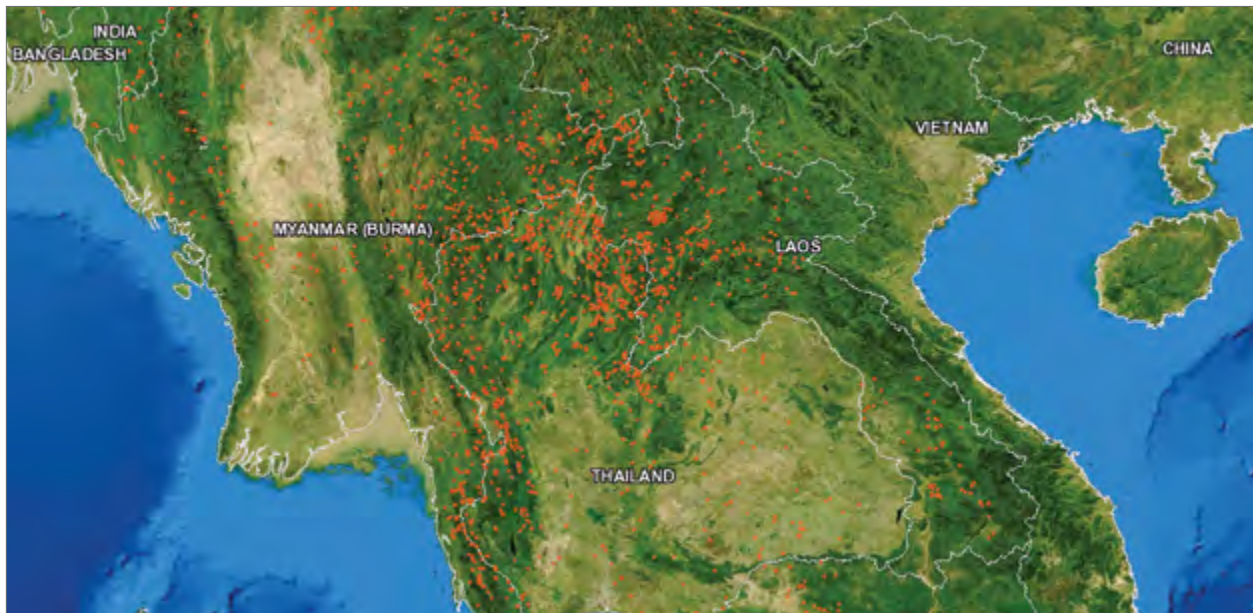 INDIA
BANGLADESH
CHINA
VIETNAM
MYANMAR (BURMA)
LAOS
THAILAND